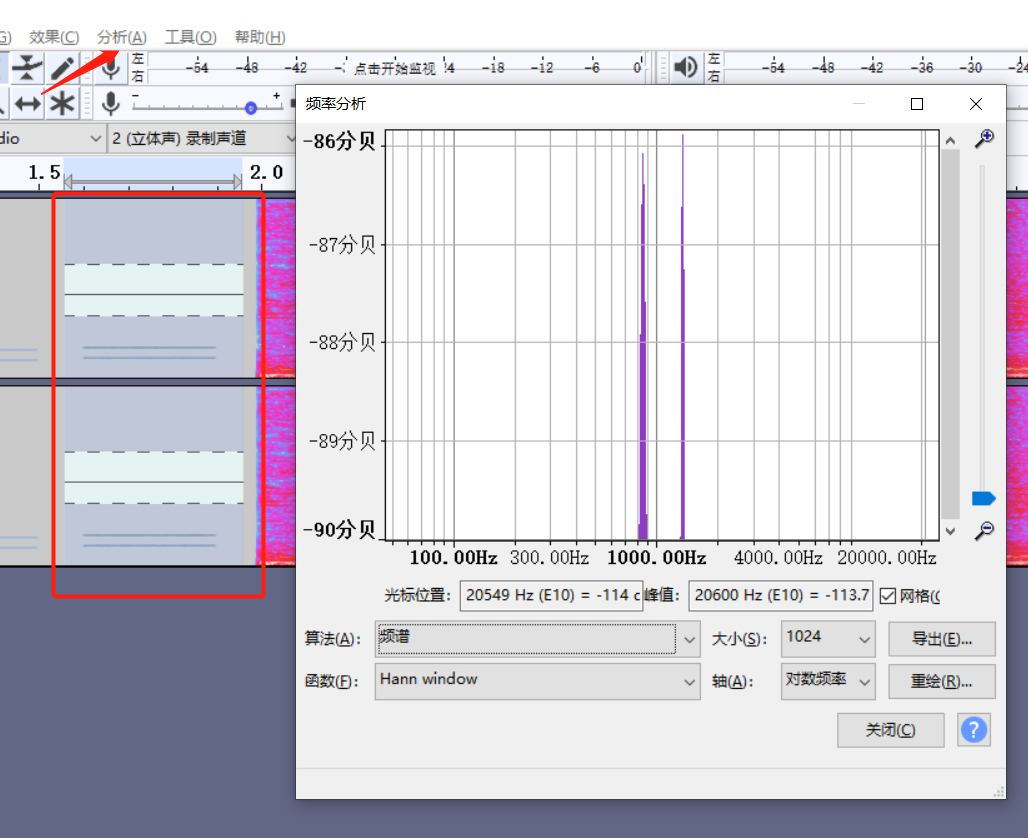 G) 效果(C) 分析(A) 工具(O) 帮助(H)
左 -54 -48 -42 点击开始监视 -18 -12 -6 0 左 -54 -48 -42 -36 -30 -24
右 右
- +
dio 2 (立体声) 录制声道
1.5 2.0
频率分析
-86分贝
-87分贝
-88分贝
-89分贝
-90分贝
100.00Hz 300.00Hz 1000.00Hz 4000.00Hz 20000.00Hz
光标位置: 20549 Hz (E10) = -114 d 峰值: 20600 Hz (E10) = -113.7 网格(
算法(A): 频谱 大小(S): 1024 导出(E)...
函数(F): Hann window 轴(A): 对数频率 重绘(R)...
关闭(C) ?